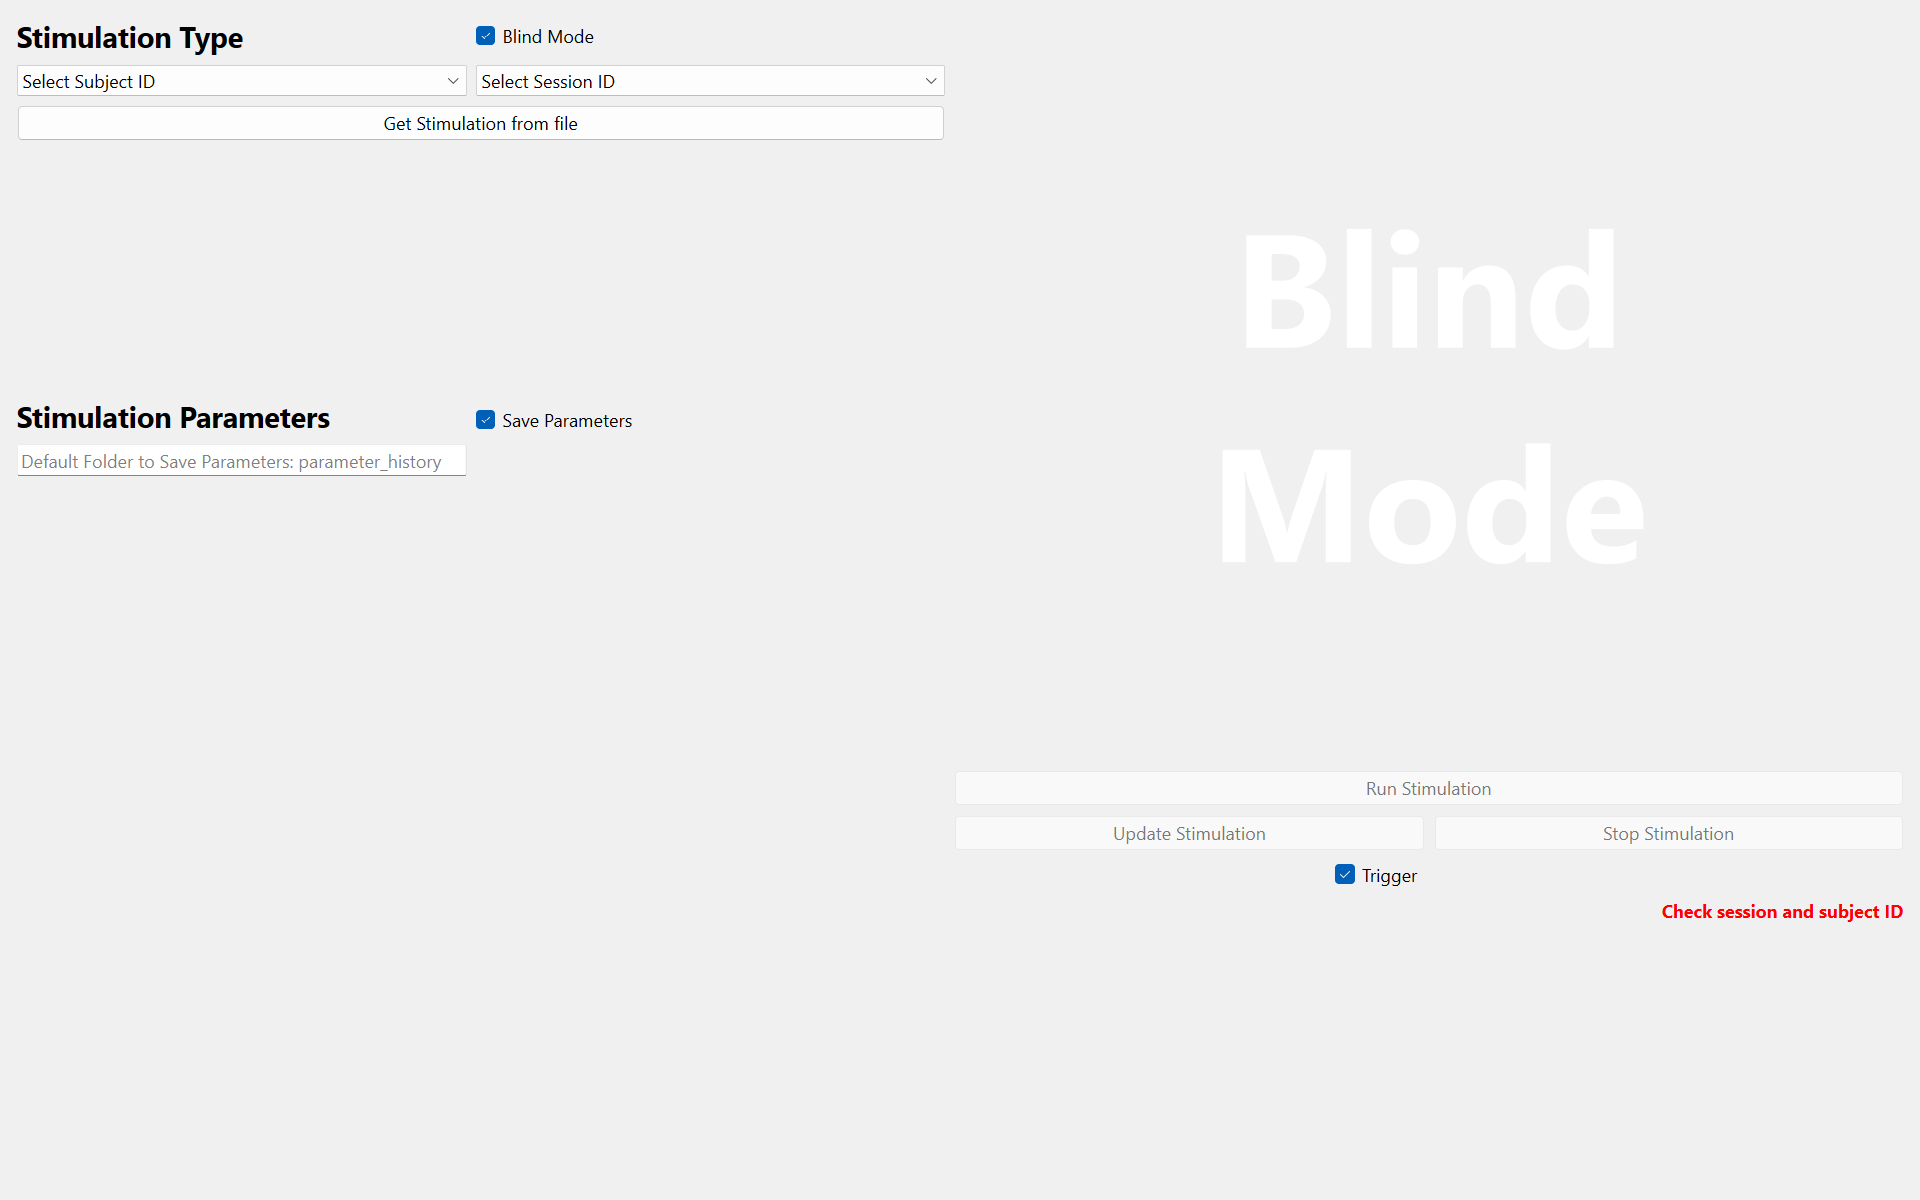 Stimulation Type
Blind Mode
Select Subject ID
Select Session ID
Get Stimulation from file
Blind
Mode
Stimulation Parameters
Save Parameters
Default Folder to Save Parameters: parameter_history
Run Stimulation
Update Stimulation
Stop Stimulation
Trigger
Check session and subject ID